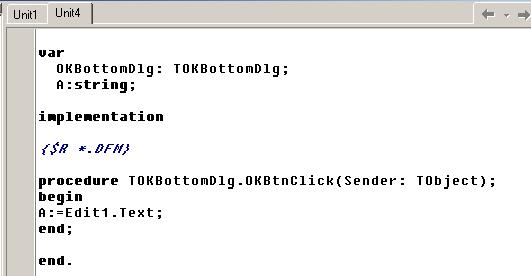 Unit1 Unit4
var
OKBottomDlg: TOKBottomDlg;
A:string;
implementation
{$R *.DFM}
procedure TOKBottomDlg.OKBtnClick(Sender: TObject);
begin
A:=Edit1.Text;
end;
end.